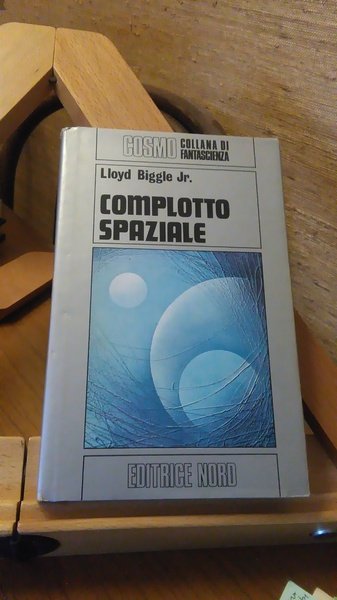 COSMO COLLANA DI
FANTASCIENZA
Lloyd Biggle Jr.
COMPLOTTO
SPAZIALE
EDITRICE NORD